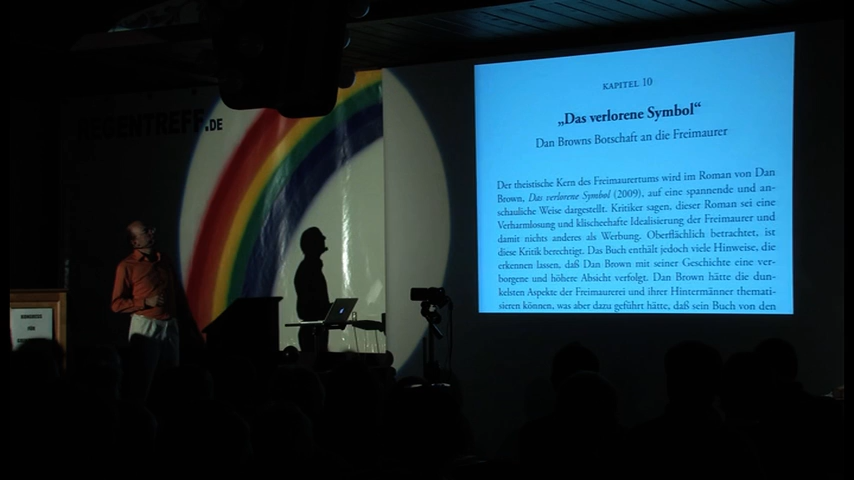 REGENTREFF.DE
KAPITEL 10
„Das verlorene Symbol“
Dan Browns Botschaft an die Freimaurer
Der theistische Kern des Freimaurertums wird im Roman von Dan
Brown, Das verlorene Symbol (2009), auf eine spannende und an-
schauliche Weise dargestellt. Kritiker sagen, dieser Roman sei eine
Verharmlosung und klischeehafte Idealisierung der Freimaurer und
damit nichts anderes als Werbung. Oberflächlich betrachtet, ist
diese Kritik berechtigt. Das Buch enthält jedoch viele Hinweise, die
erkennen lassen, daß Dan Brown mit seiner Geschichte eine ver-
borgene und höhere Absicht verfolgt. Dan Brown hätte die dun-
kelsten Aspekte der Freimaurerei und ihrer Hintermänner themati-
sieren können, was aber dazu geführt hätte, daß sein Buch von den
FÜR